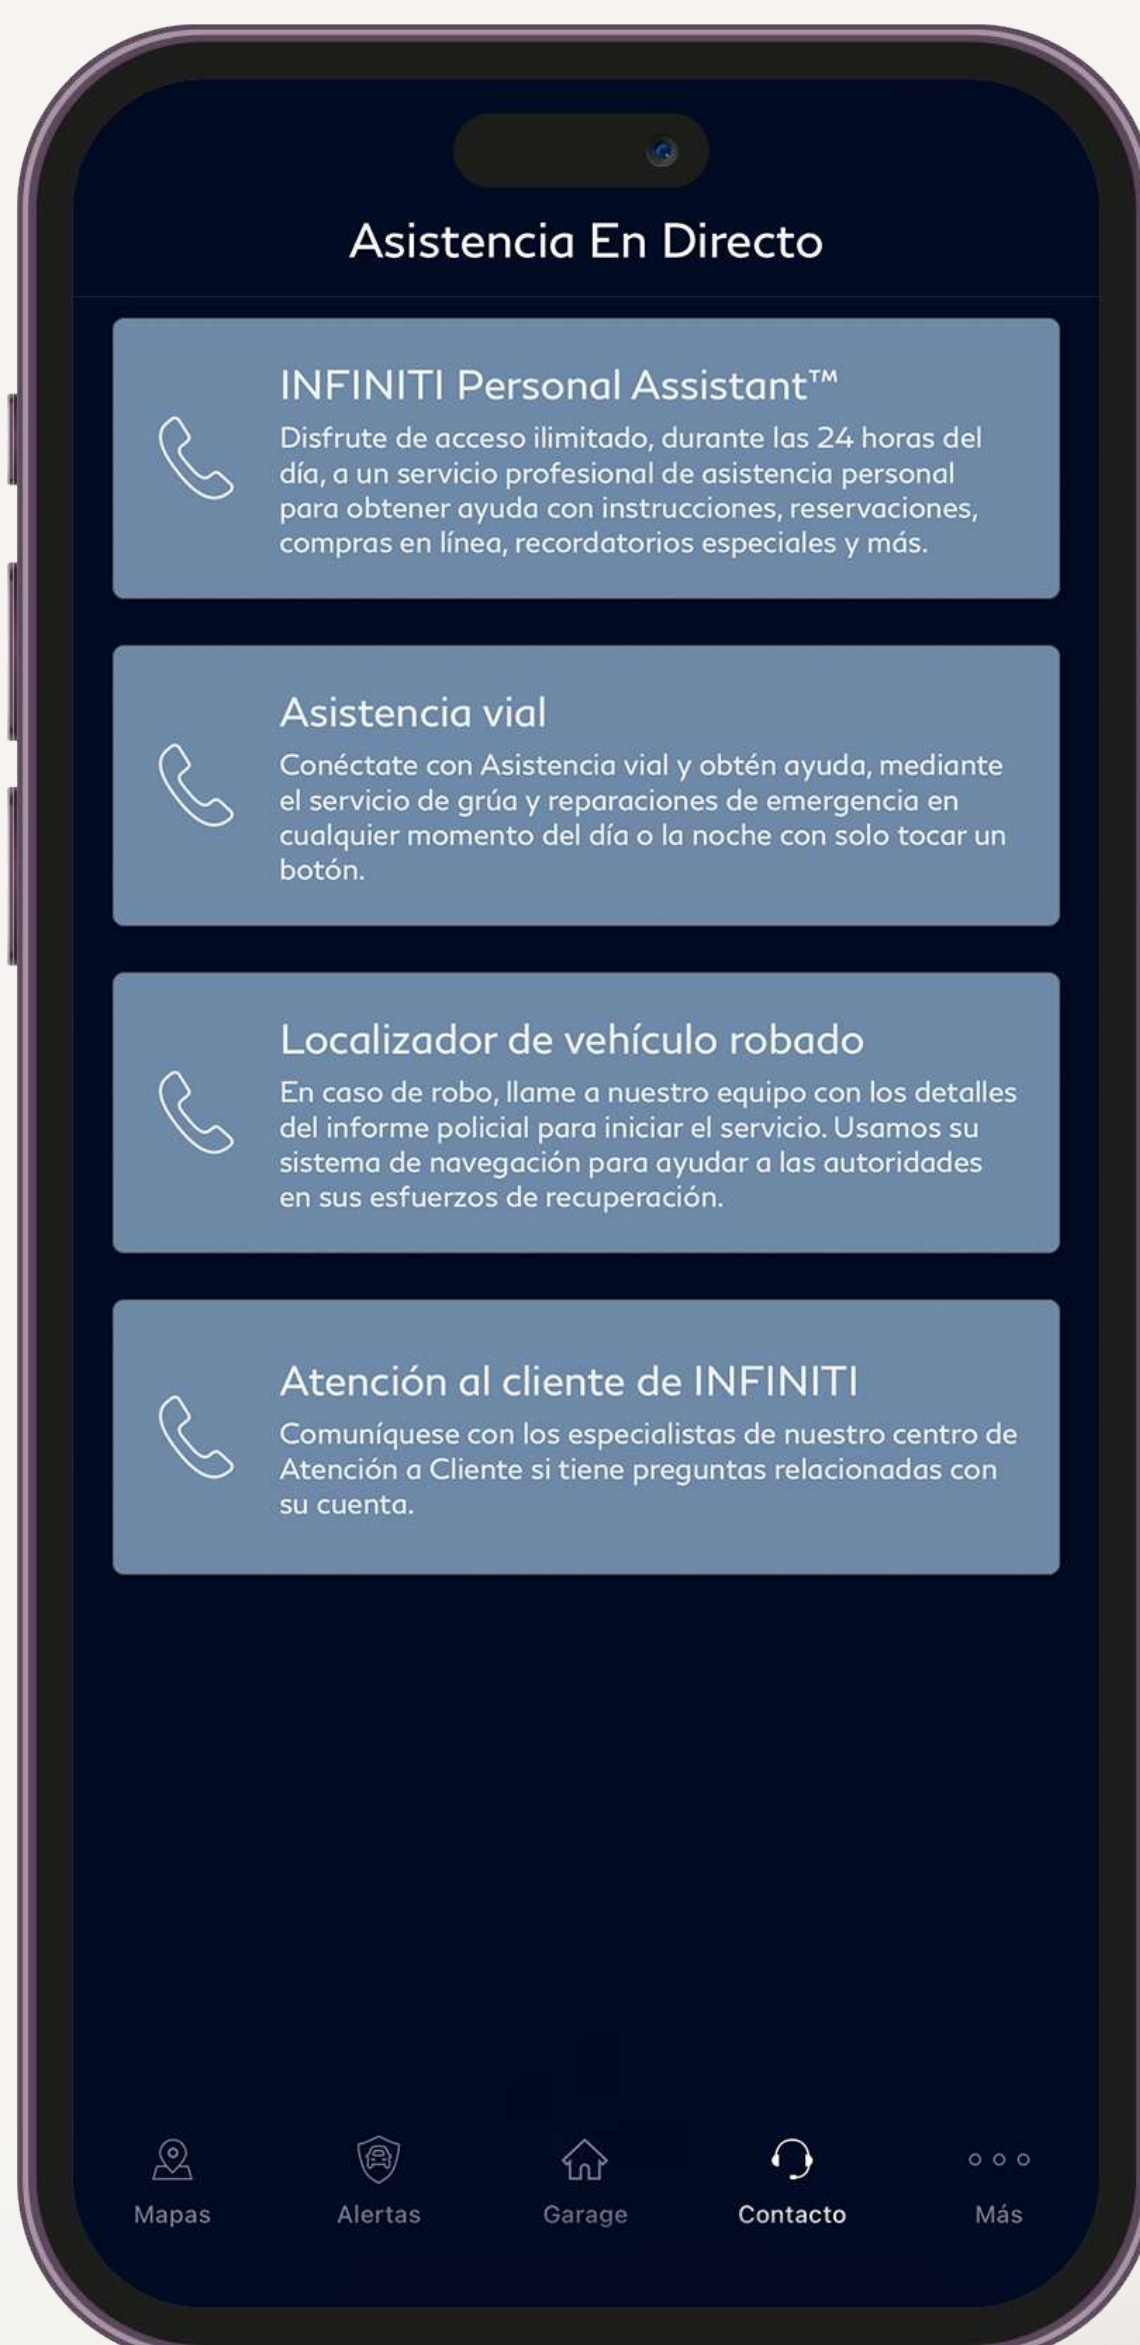 Asistencia En Directo
INFINITI Personal Assistant™
Disfrute de acceso ilimitado, durante las 24 horas del
día, a un servicio profesional de asistencia personal
para obtener ayuda con instrucciones, reservaciones,
compras en línea, recordatorios especiales y más.
Asistencia vial
Conéctate con Asistencia vial y obtén ayuda, mediante
el servicio de grúa y reparaciones de emergencia en
cualquier momento del día o la noche con solo tocar un
botón.
Localizador de vehículo robado
En caso de robo, llame a nuestro equipo con los detalles
del informe policial para iniciar el servicio. Usamos su
sistema de navegación para ayudar a las autoridades
en sus esfuerzos de recuperación.
Atención al cliente de INFINITI
Comuníquese con los especialistas de nuestro centro de
Atención a Cliente si tiene preguntas relacionadas con
su cuenta.
Mapas Alertas Garage Contacto Más